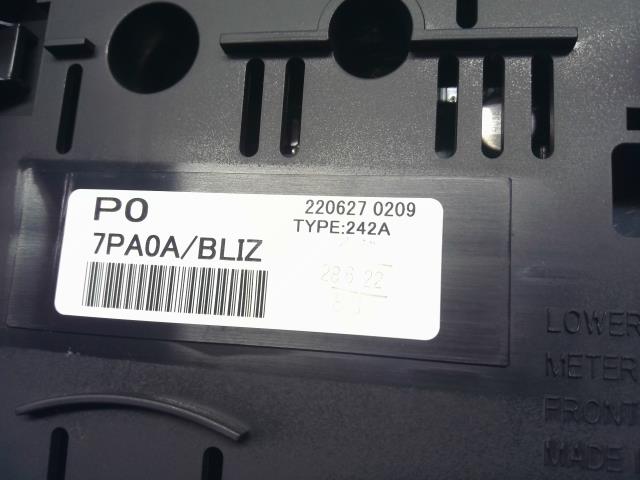 PO
220627 0209
TYPE:242A
7PA0A/BLIZ
28.6.22
LOWER
METER
FRONT
MADE